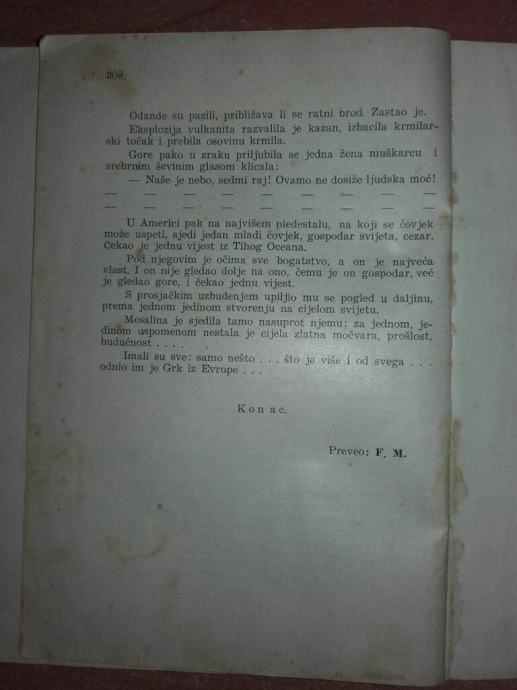 308.
Odande su pazili, približava li se ratni brod. Zastao je.
Eksplozija vulkanita razvalila je kazan, izbacila krmilar-
ski točak i prebila osovinu krmila.
Gore pako u zraku priljubila se jedna žena muškarcu i
srebrnim ševinim glasom klicala:
— Naše je nebo, sedmi raj! Ovamo ne dosiže ljudska moć!
— — — — — — — — — —
— — — — — — — — — —
U Americi pak na najvišem piedestalu, na koji se čovjek
može uspeti, sjedi jedan mladi čovjek, gospodar svijeta, cezar.
Čekao je jednu vijest iz Tihog Oceana.
Pod njegovim je očima sve bogatstvo, a on je najveća
vlast. I on nije gledao dolje na ono, čemu je on gospodar, već
je gledao gore, i čekao jednu vijest.
S prosjačkim uzbuđenjem upiljio mu se pogled u daljinu,
prema jednom jedinom stvorenju na cijelom svijetu.
Mesalina je sjedila tamo nasuprot njemu; za jednom, je-
dinom uspomenom nestala je cijela zlatna močvara, prošlost,
budućnost . . . .
Imali su sve: samo nešto . . . što je više i od svega . . .
odnio im je Grk iz Evrope . . .
Konac.
Preveo: F. M.